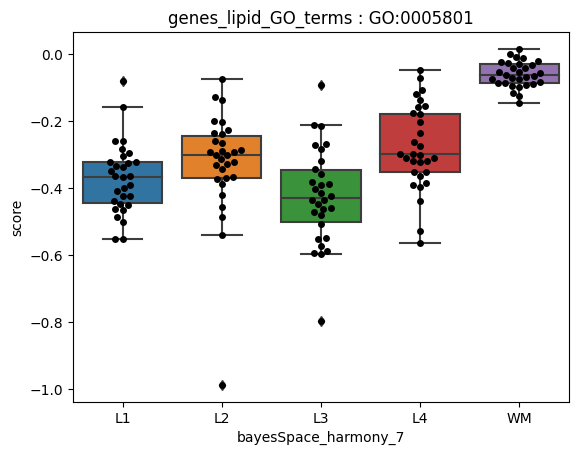 genes_lipid_GO_terms : GO:0005801
0.0
−0.2
−0.4
−0.6
−0.8
−1.0
score
L1 L2 L3 L4 WM
bayesSpace_harmony_7